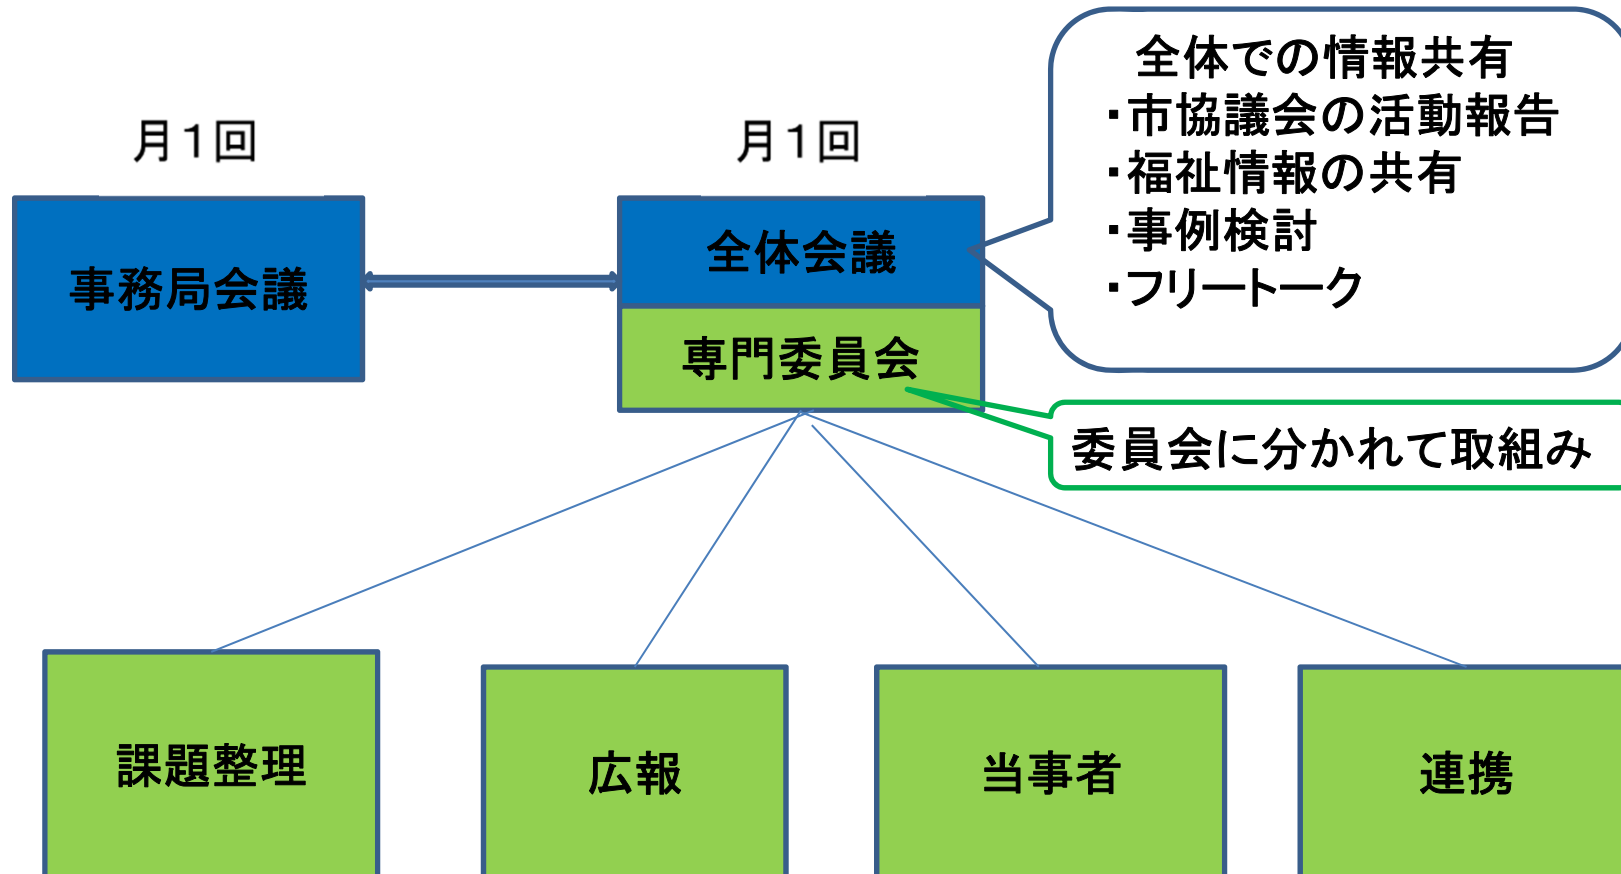 月１回
月１回
事務局会議
全体会議
専門委員会
全体での情報共有
・市協議会の活動報告
・福祉情報の共有
・事例検討
・フリートーク
委員会に分かれて取組み
課題整理
広報
当事者
連携